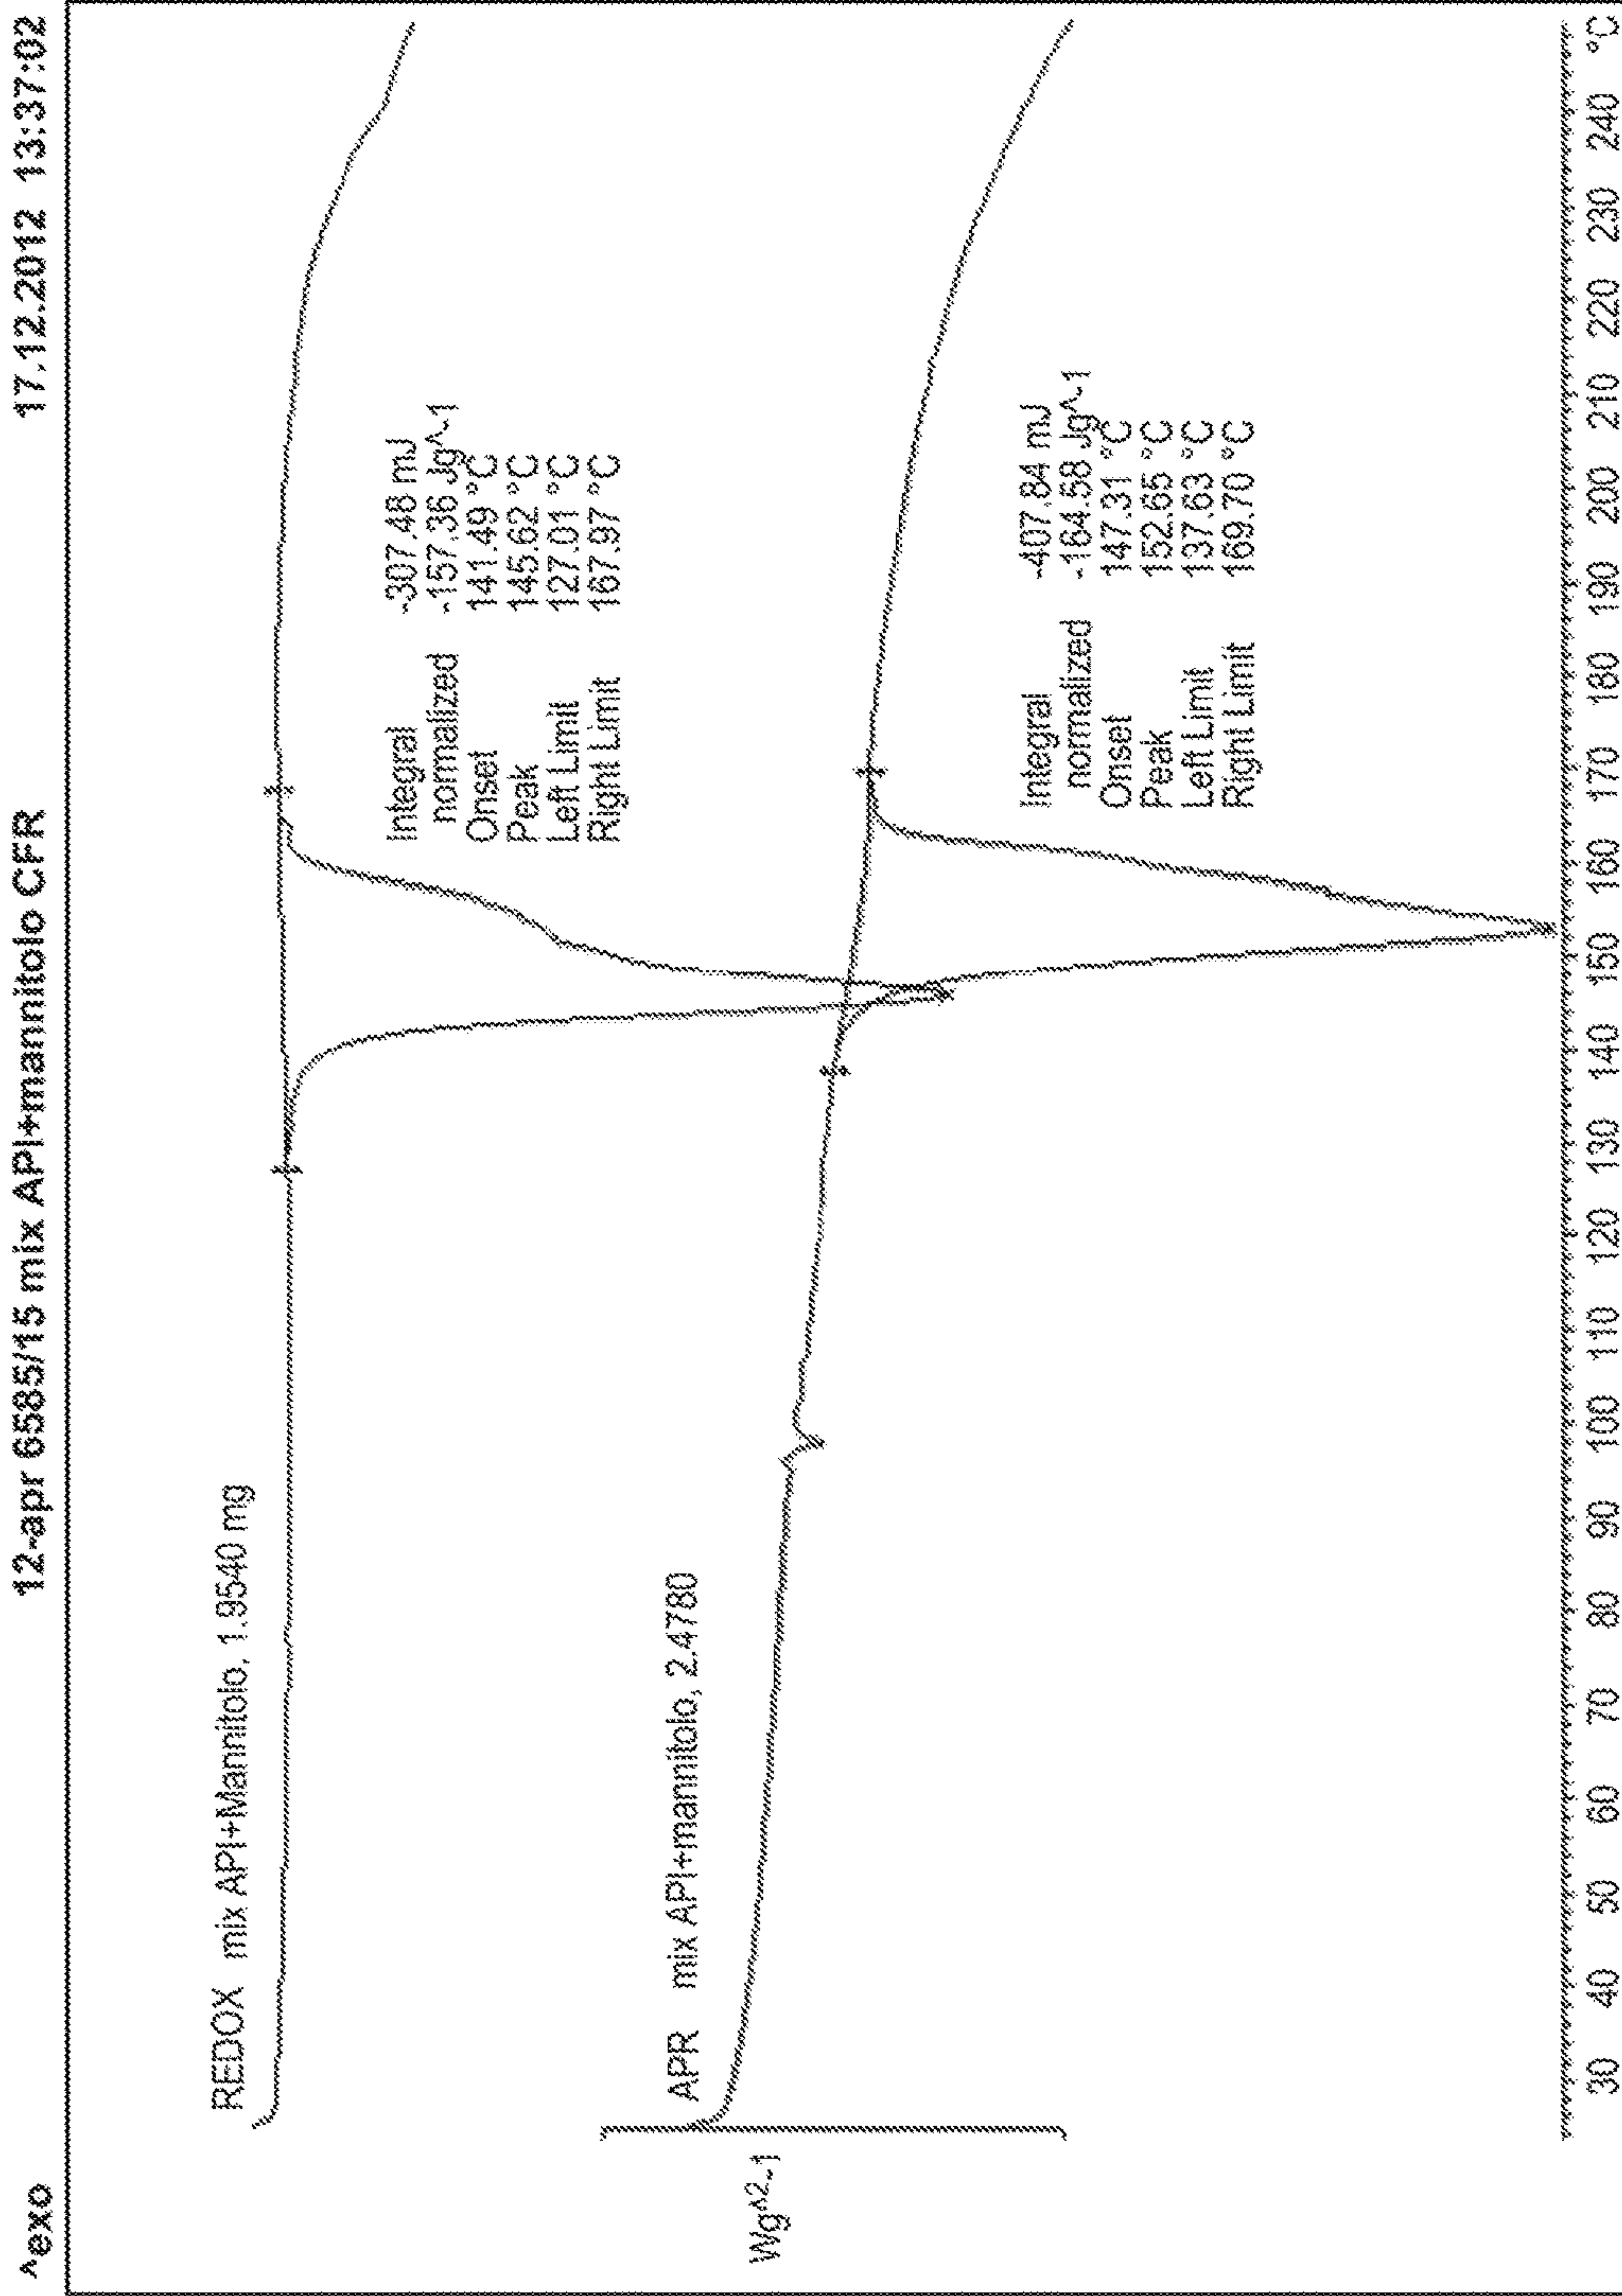 ^exo 12-apr 6585/15 mix API+mannitolo CFR 17.12.2012 13:37:02
REDOX mix API+Mannitolo, 1.9540 mg
Integral -307.48 mJ
normalized -157.36 Jg^-1
Onset 141.49 °C
Peak 145.62 °C
Left Limit 127.01 °C
Right Limit 167.97 °C
APR mix API+mannitolo, 2.4780
Wg^2-1
Integral -407.84 mJ
normalized -164.58 Jg^-1
Onset 147.31 °C
Peak 152.65 °C
Left Limit 137.63 °C
Right Limit 169.70 °C
30 40 50 60 70 80 90 100 110 120 130 140 150 160 170 180 190 200 210 220 230 240 °C